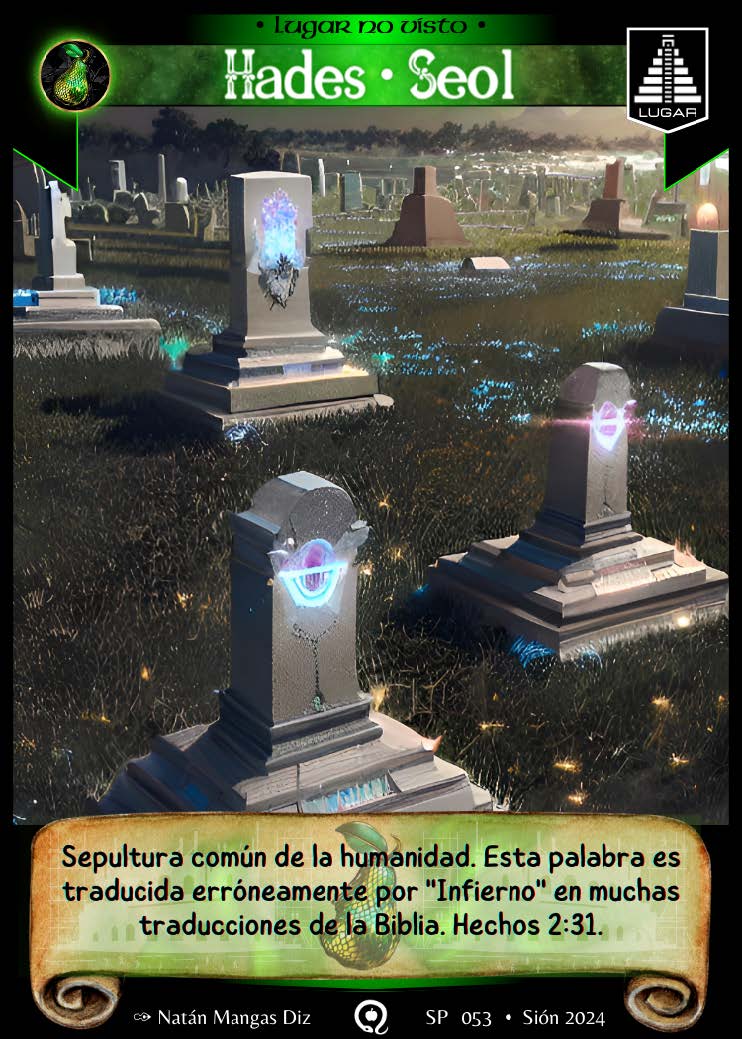 • Lugar no visto •
Hades • Seol
LUGAR
Sepultura común de la humanidad. Esta palabra es
traducida erróneamente por "Infierno" en muchas
traducciones de la Biblia. Hechos 2:31.
Natán Mangas Diz SP 053 • Sión 2024